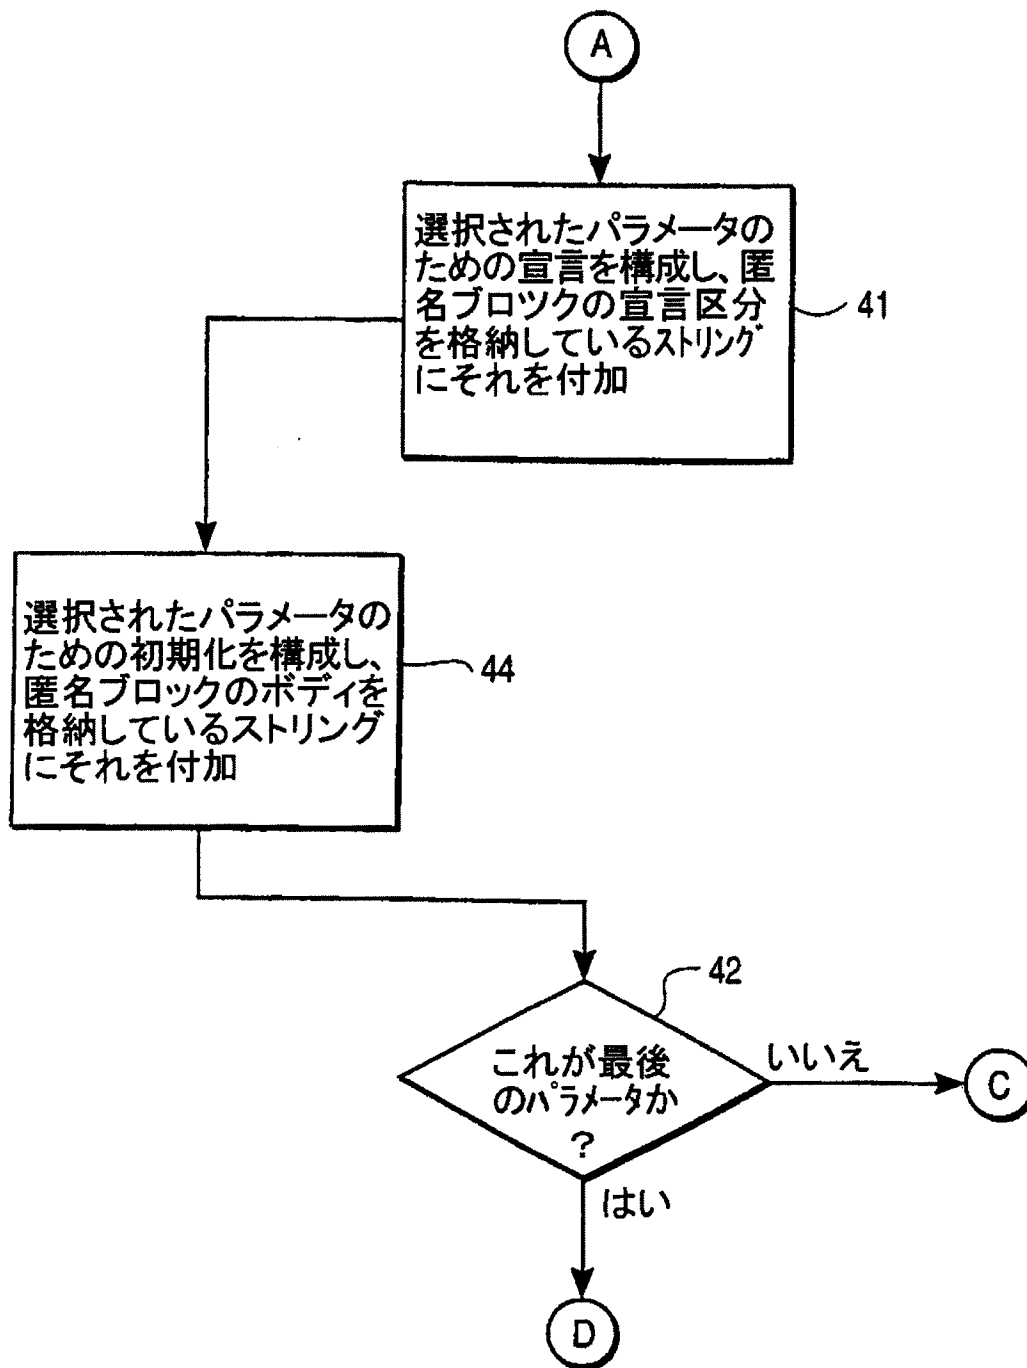 A
選択されたパラメータの
ための宣言を構成し、匿
名ブロツクの宣言区分
を格納しているストリング
にそれを付加
41
選択されたパラメータの
ための初期化を構成し、
匿名ブロックのボディを
格納しているストリング
にそれを付加
44
42
これが最後
のパラメータか
?
いいえ
C
はい
D